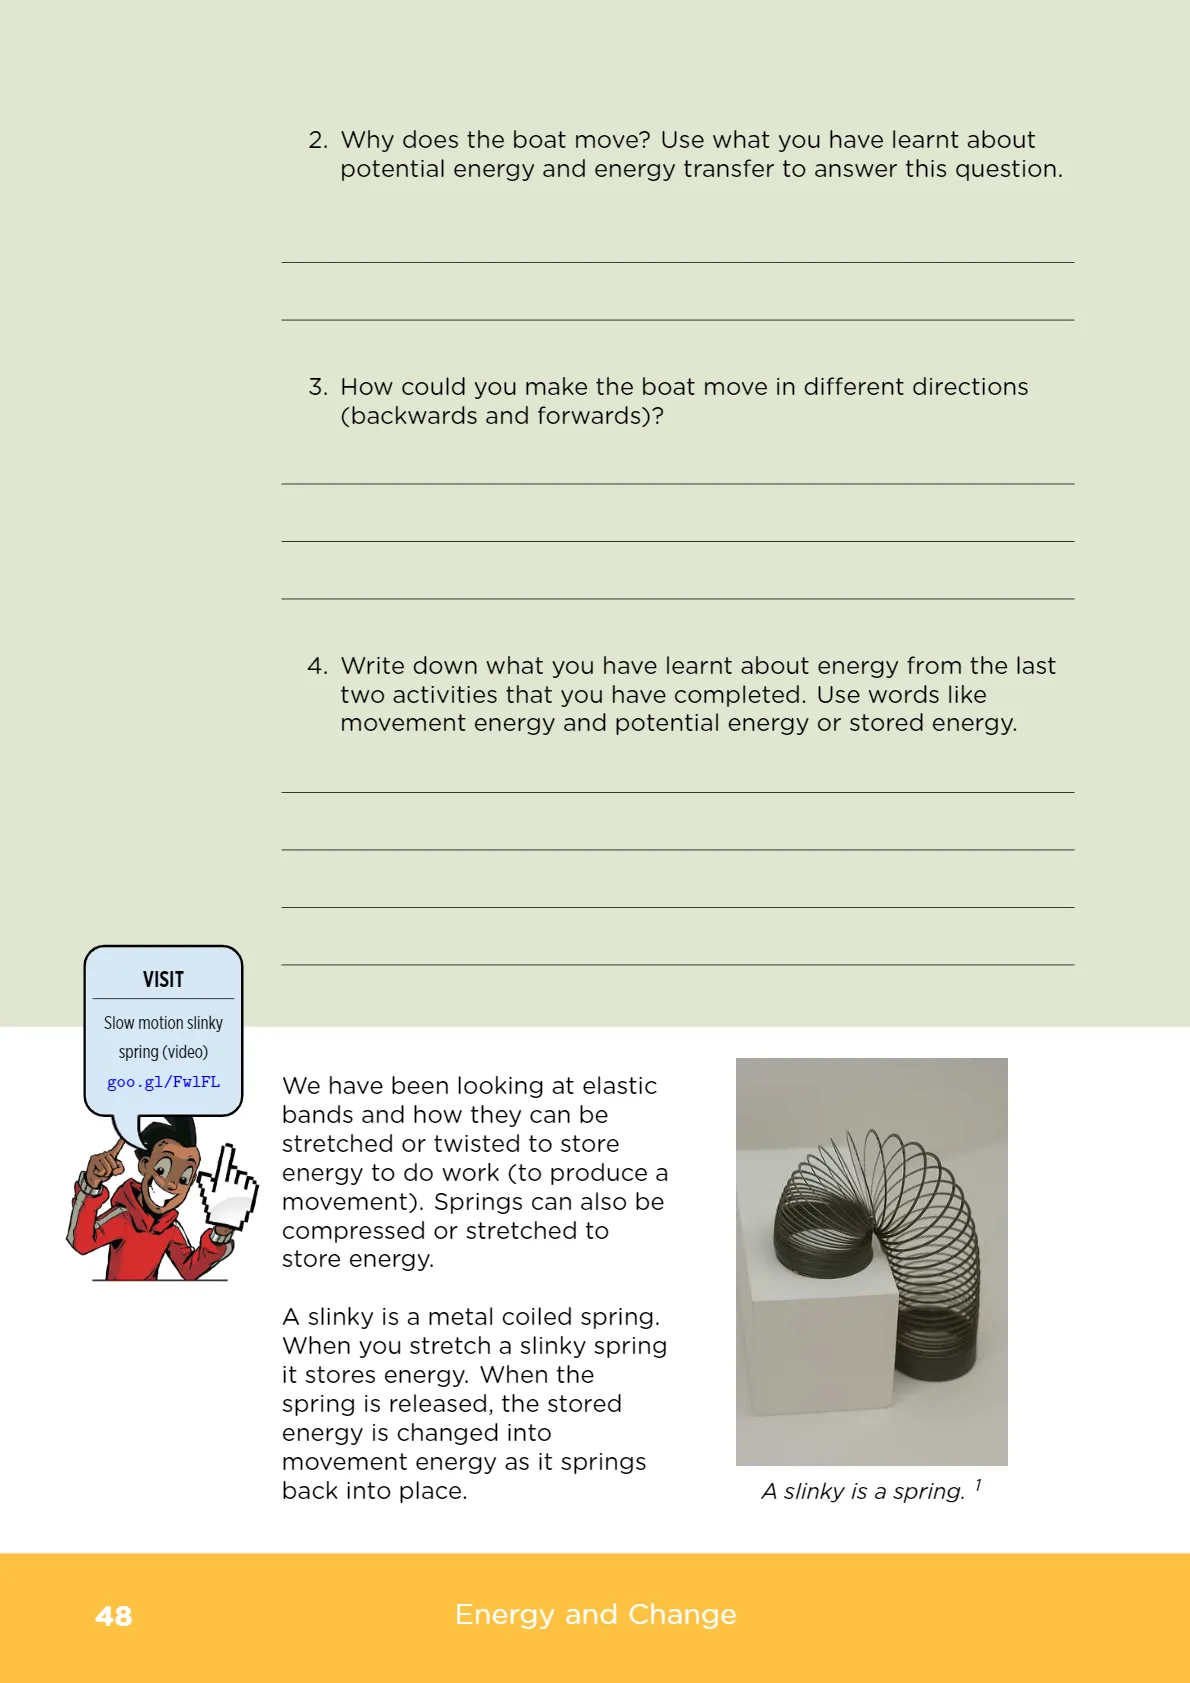 2. Why does the boat move? Use what you have learnt about
potential energy and energy transfer to answer this question.
3. How could you make the boat move in different directions
(backwards and forwards)?
4. Write down what you have learnt about energy from the last
two activities that you have completed. Use words like
movement energy and potential energy or stored energy.
VISIT
Slow motion slinky
spring (video)
goo.gl/FwlFL
We have been looking at elastic
bands and how they can be
stretched or twisted to store
energy to do work (to produce a
movement). Springs can also be
compressed or stretched to
store energy.
A slinky is a metal coiled spring.
When you stretch a slinky spring
it stores energy. When the
spring is released, the stored
energy is changed into
movement energy as it springs
back into place.
A slinky is a spring. 1
48
Energy and Change